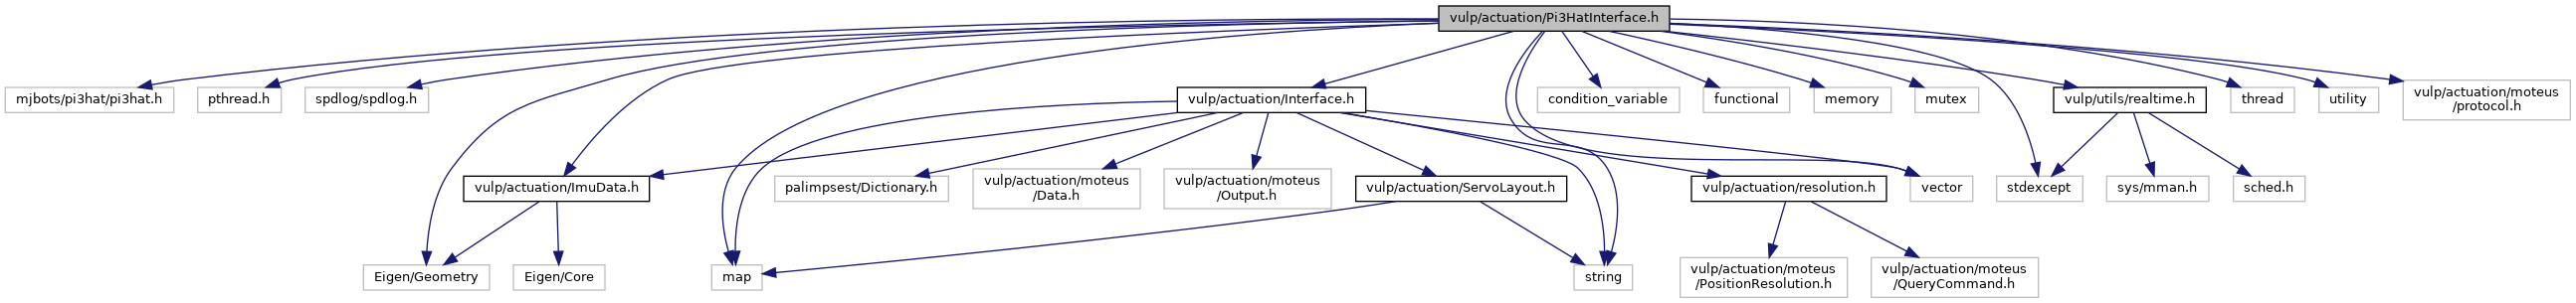 vulp/actuation/Pi3HatInterface.h
mjbots/pi3hat/pi3hat.h
pthread.h
spdlog/spdlog.h
vulp/actuation/Interface.h
condition_variable
functional
memory
mutex
vulp/utils/realtime.h
thread
utility
vulp/actuation/moteus
/protocol.h
vulp/actuation/ImuData.h
palimpsest/Dictionary.h
vulp/actuation/moteus
/Data.h
vulp/actuation/moteus
/Output.h
vulp/actuation/ServoLayout.h
vulp/actuation/resolution.h
vector
stdexcept
sys/mman.h
sched.h
Eigen/Geometry
Eigen/Core
map
string
vulp/actuation/moteus
/PositionResolution.h
vulp/actuation/moteus
/QueryCommand.h